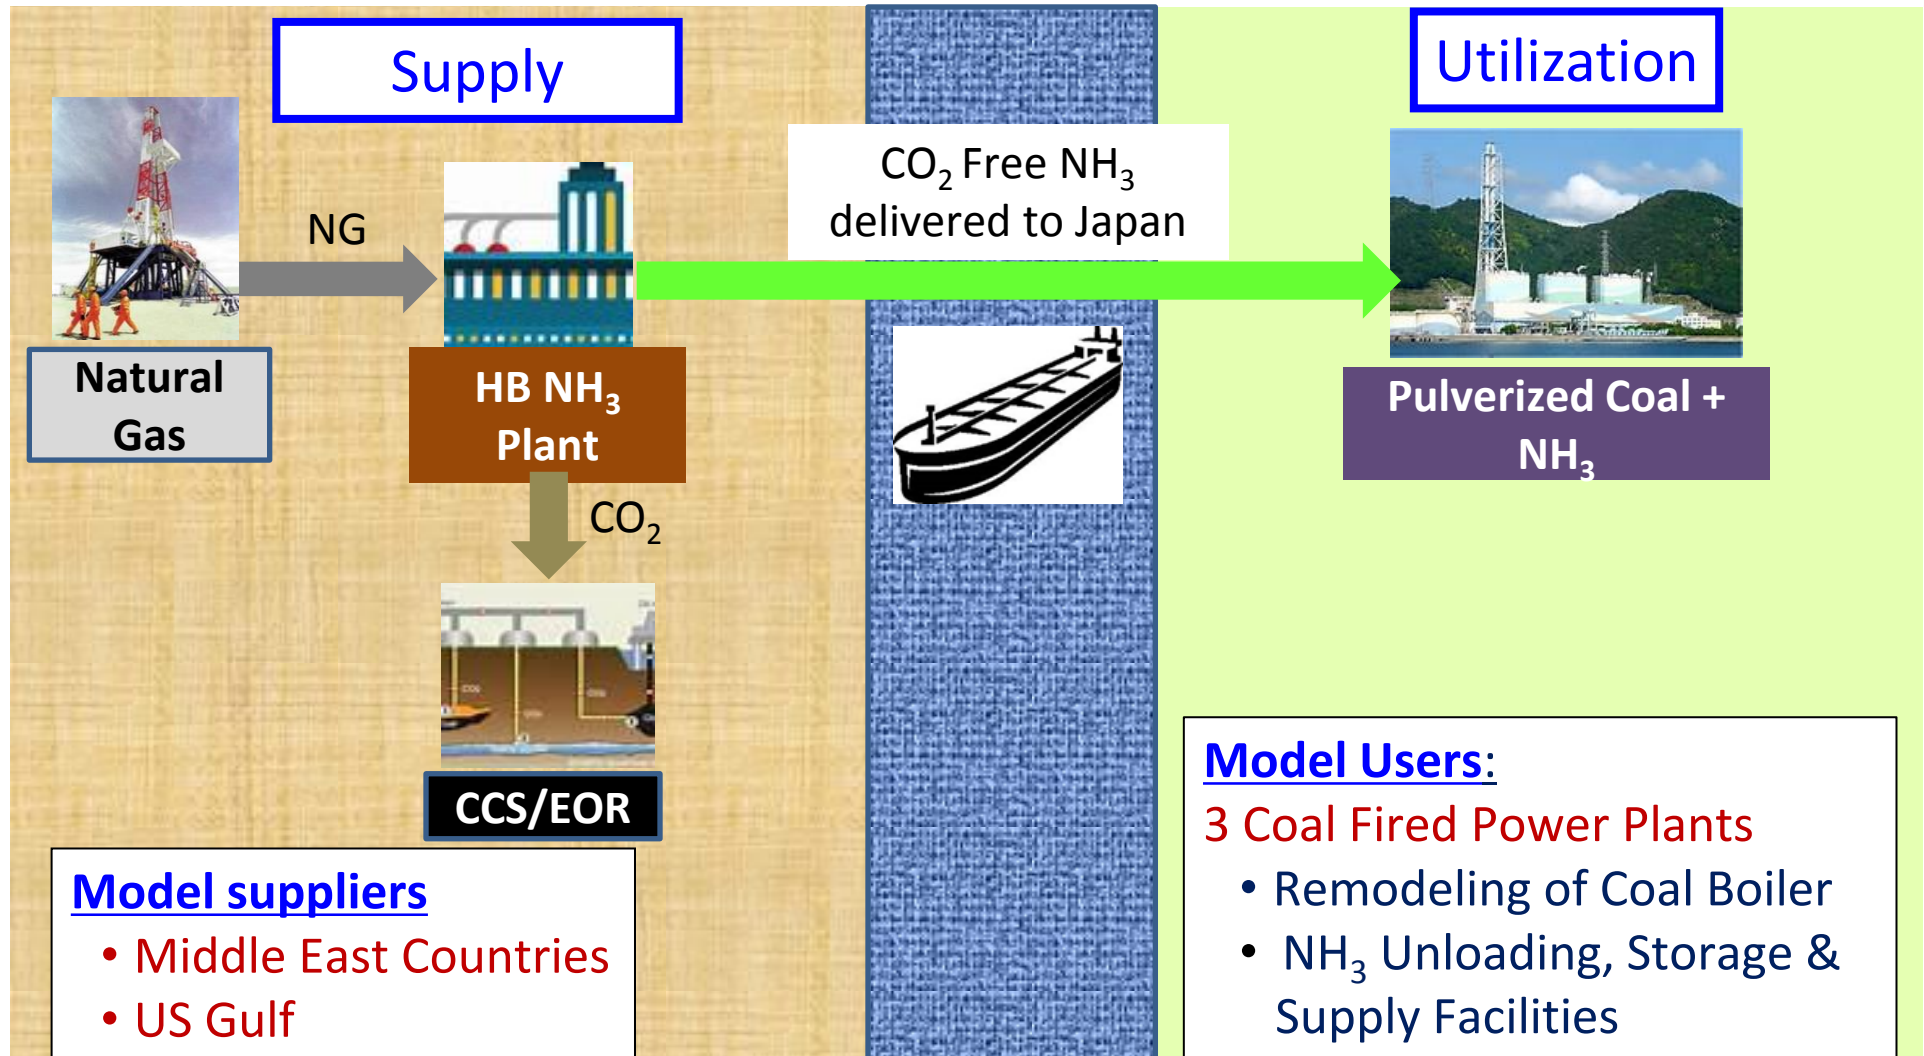 Supply
Utilization
CO₂ Free NH₃
delivered to Japan
NG
Natural
Gas
HB NH₃
Plant
Pulverized Coal +
NH₃
CO₂
CCS/EOR
Model suppliers
• Middle East Countries
• US Gulf
Model Users:
3 Coal Fired Power Plants
• Remodeling of Coal Boiler
• NH₃ Unloading, Storage &
Supply Facilities